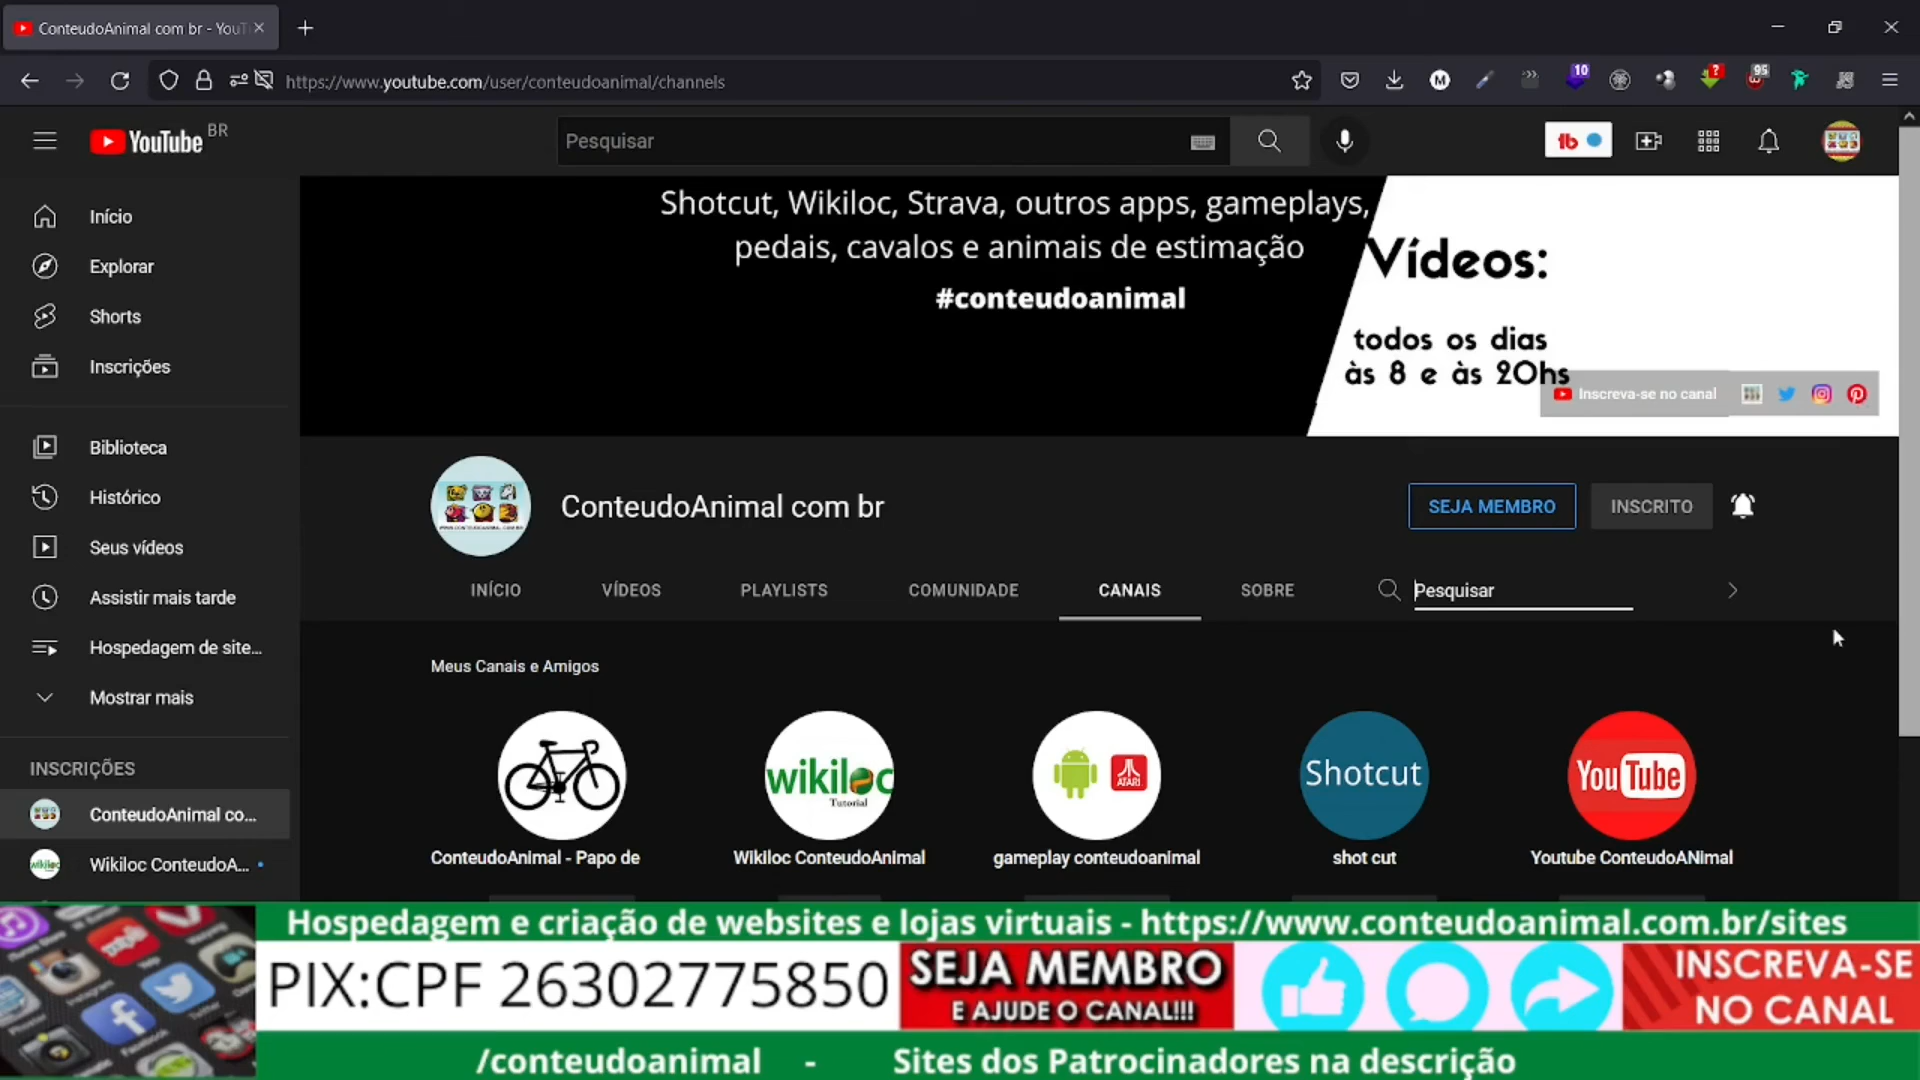 ConteudoAnimal com br - YouT
https://www.youtube.com/user/conteudoanimal/channels
10
?
95
YouTube BR
Pesquisar
Início
Explorar
Shorts
Inscrições
Biblioteca
Histórico
Seus vídeos
Assistir mais tarde
Hospedagem de site...
Mostrar mais
INSCRIÇÕES
ConteudoAnimal co...
Wikiloc ConteudoA...
Shotcut, Wikiloc, Strava, outros apps, gameplays,
pedais, cavalos e animais de estimação
#conteudoanimal
Vídeos:
todos os dias
às 8 e às 20hs
Inscreva-se no canal
ConteudoAnimal com br
SEJA MEMBRO
INSCRITO
INÍCIO
VÍDEOS
PLAYLISTS
COMUNIDADE
CANAIS
SOBRE
Pesquisar
Meus Canais e Amigos
wikiloc
Tutorial
ATARI
Shotcut
YouTube
ConteudoAnimal - Papo de
Wikiloc ConteudoAnimal
gameplay conteudoanimal
shot cut
Youtube ConteudoANimal
Hospedagem e criação de websites e lojas virtuais - https://www.conteudoanimal.com.br/sites
PIX:CPF 26302775850
SEJA MEMBRO
E AJUDE O CANAL!!!
INSCREVA-SE
NO CANAL
/conteudoanimal - Sites dos Patrocinadores na descrição